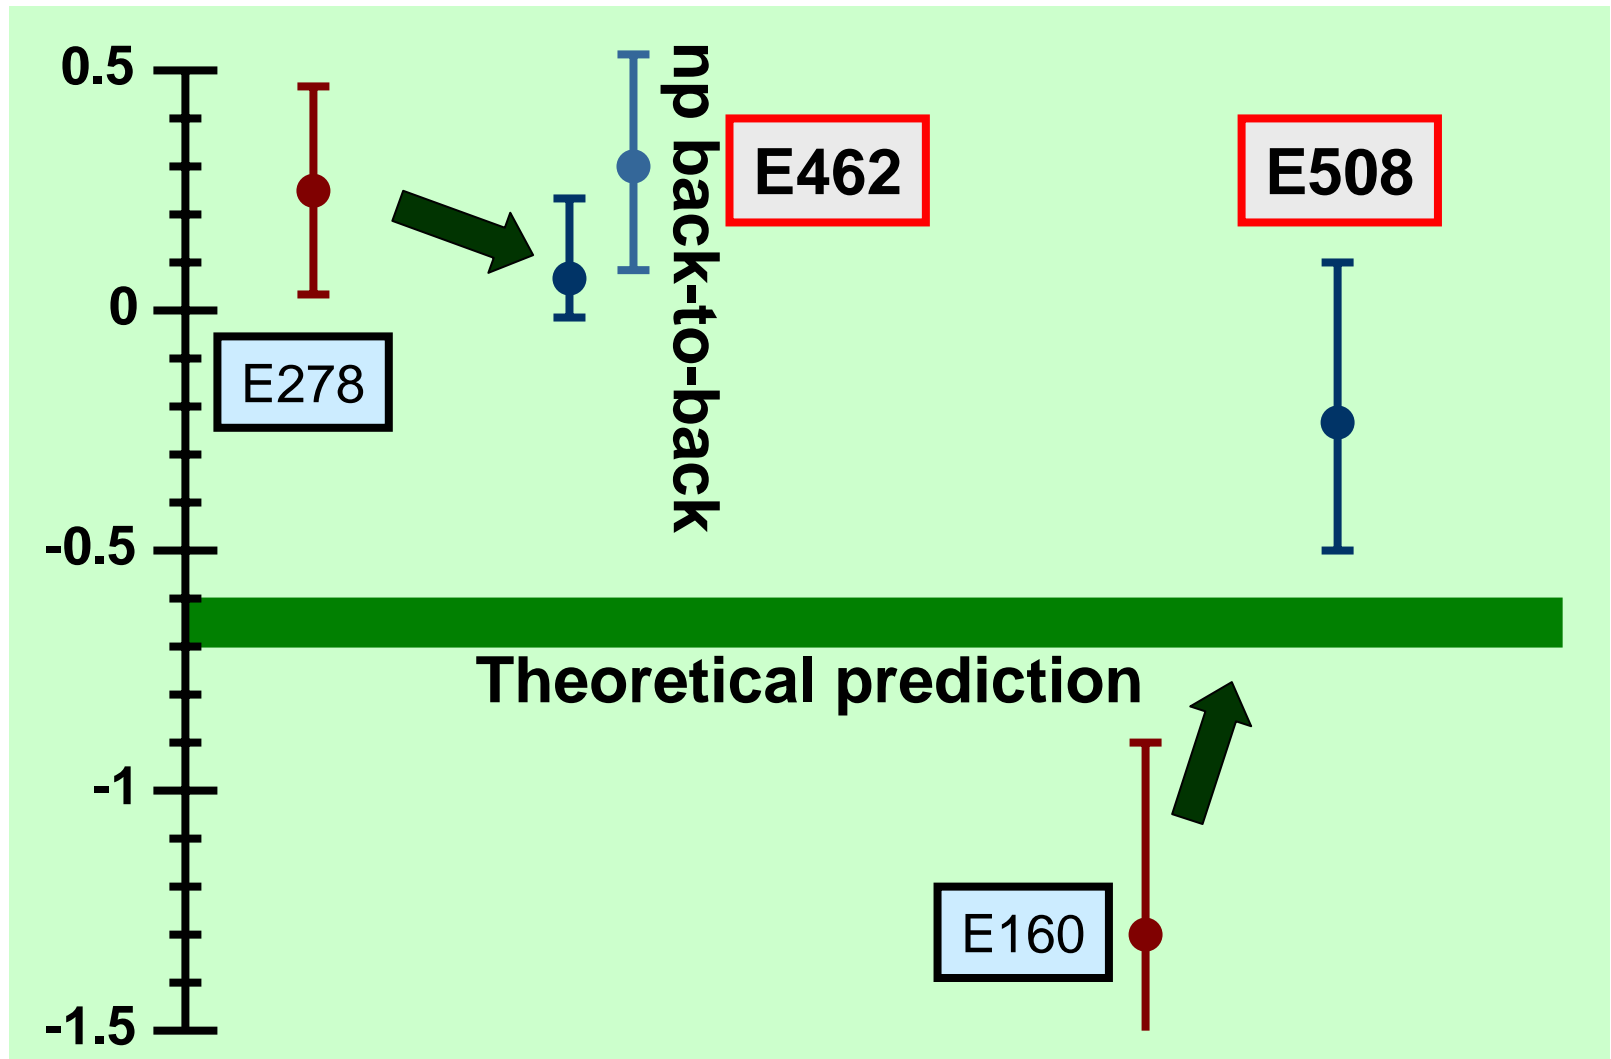 0.5
0
-0.5
-1
-1.5
E278
np back-to-back
E462
E508
Theoretical prediction
E160